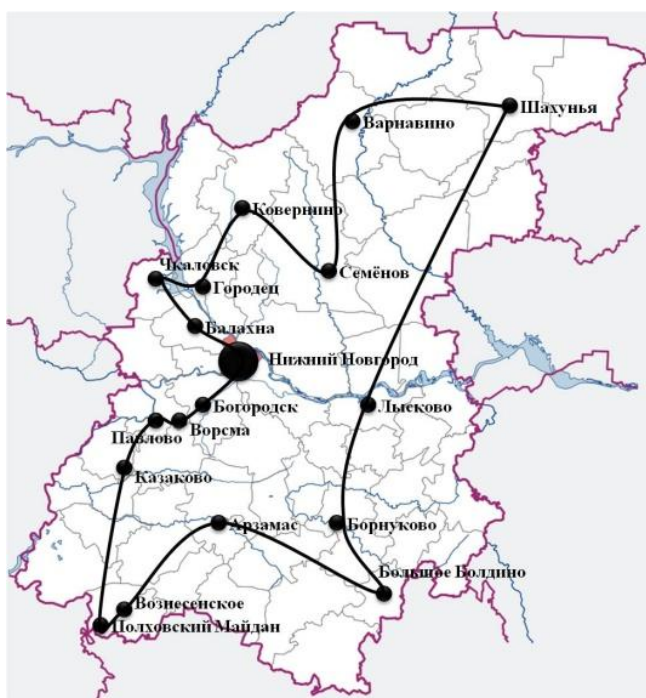 Шахунья
Варнавино
Ковернино
Семёнов
Чкаловск
Городец
Балахна
Нижний Новгород
Богородск
Лысково
Ворсма
Павлово
Казаково
Арзамас
Борнуково
Большое Болдино
Вознесенское
Полховский Майдан